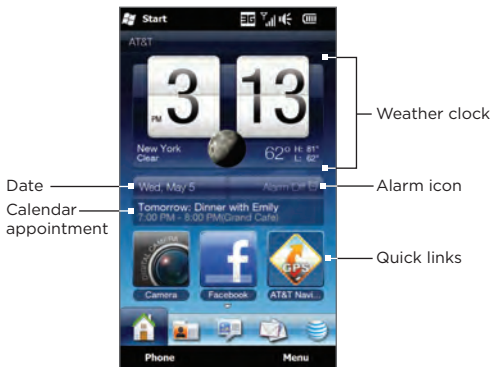 Start
3G
AT&T
PM 3 13
New York
Clear
62° H: 81°
L: 62°
Weather clock
Date
Wed, May 5
Alarm Off
Alarm icon
Calendar
appointment
Tomorrow: Dinner with Emily
7:00 PM - 8:00 PM(Grand Cafe)
DIGITAL CAMERA
GPS
Quick links
Camera
Facebook
AT&T Navi...
Phone
Menu